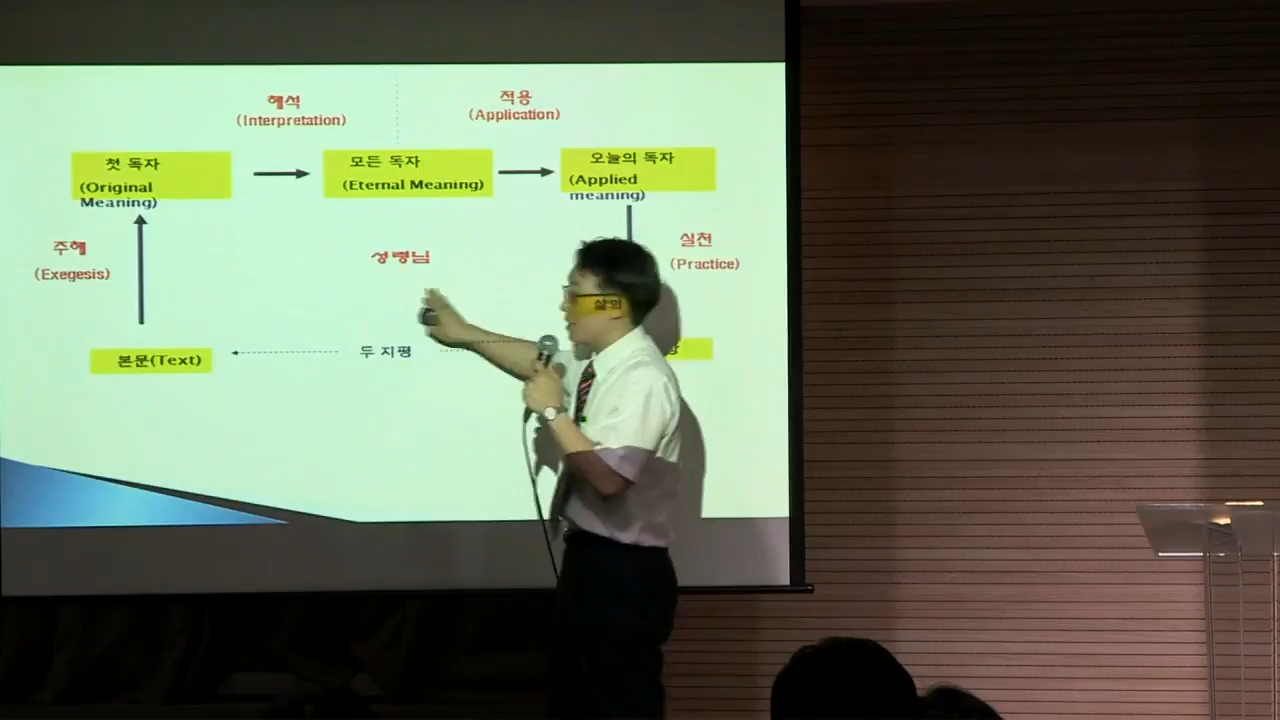 해석
(Interpretation)
적용
(Application)
첫 독자
(Original
Meaning)
모든 독자
(Eternal Meaning)
오늘의 독자
(Applied
meaning)
주해
(Exegesis)
성령님
실천
(Practice)
삶의
본문(Text)
두 지평